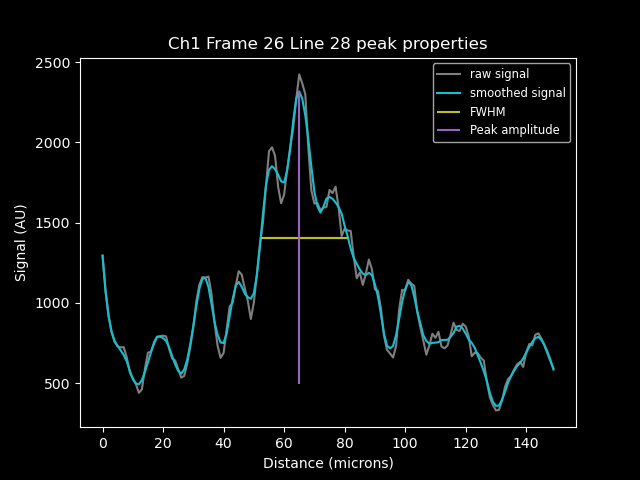 Ch1 Frame 26 Line 28 peak properties
raw signal
smoothed signal
FWHM
Peak amplitude
Signal (AU)
2500
2000
1500
1000
500
0 20 40 60 80 100 120 140
Distance (microns)